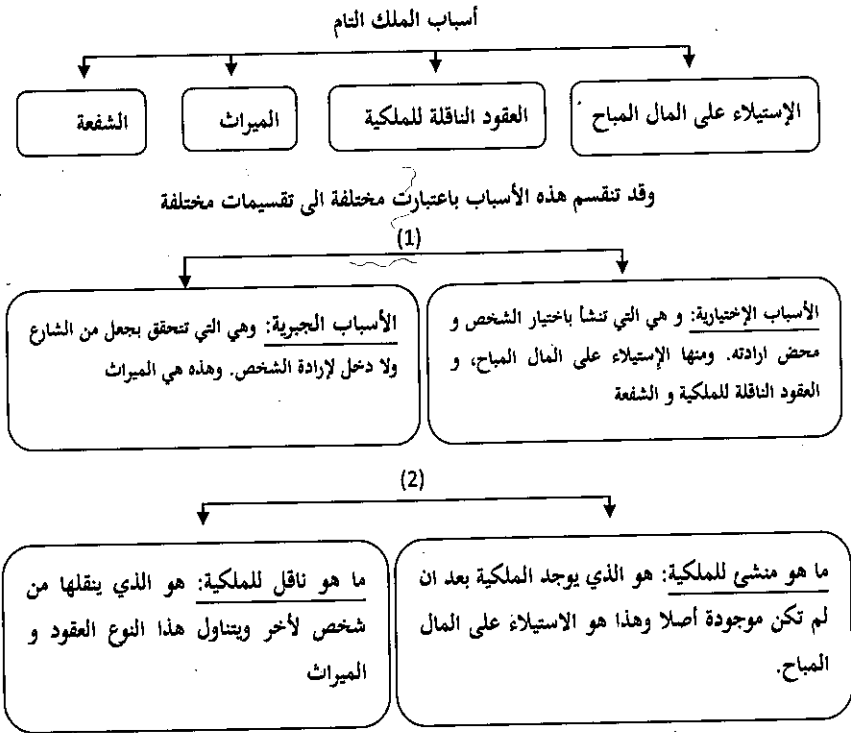 أسباب الملك التام
الإستيلاء على المال المباح
العقود الناقلة للملكية
الميراث
الشفعة
وقد تنقسم هذه الأسباب باعتبارت مختلفة الى تقسيمات مختلفة
(1)
الأسباب الإختيارية: و هي التي تنشأ باختيار الشخص و
محض ارادته. ومنها الإستيلاء على المال المباح، و
العقود الناقلة للملكية و الشفعة
الأسباب الجبرية: وهي التي تتحقق بجعل من الشارع
ولا دخل لإرادة الشخص. وهذه هي الميراث
(2)
ما هو منشئ للملكية: هو الذي يوجد الملكية بعد ان
لم تكن موجودة أصلا وهذا هو الاستيلاء على المال
المباح.
ما هو ناقل للملكية: هو الذي ينقلها من
شخص لأخر ويتناول هذا النوع العقود و
الميراث